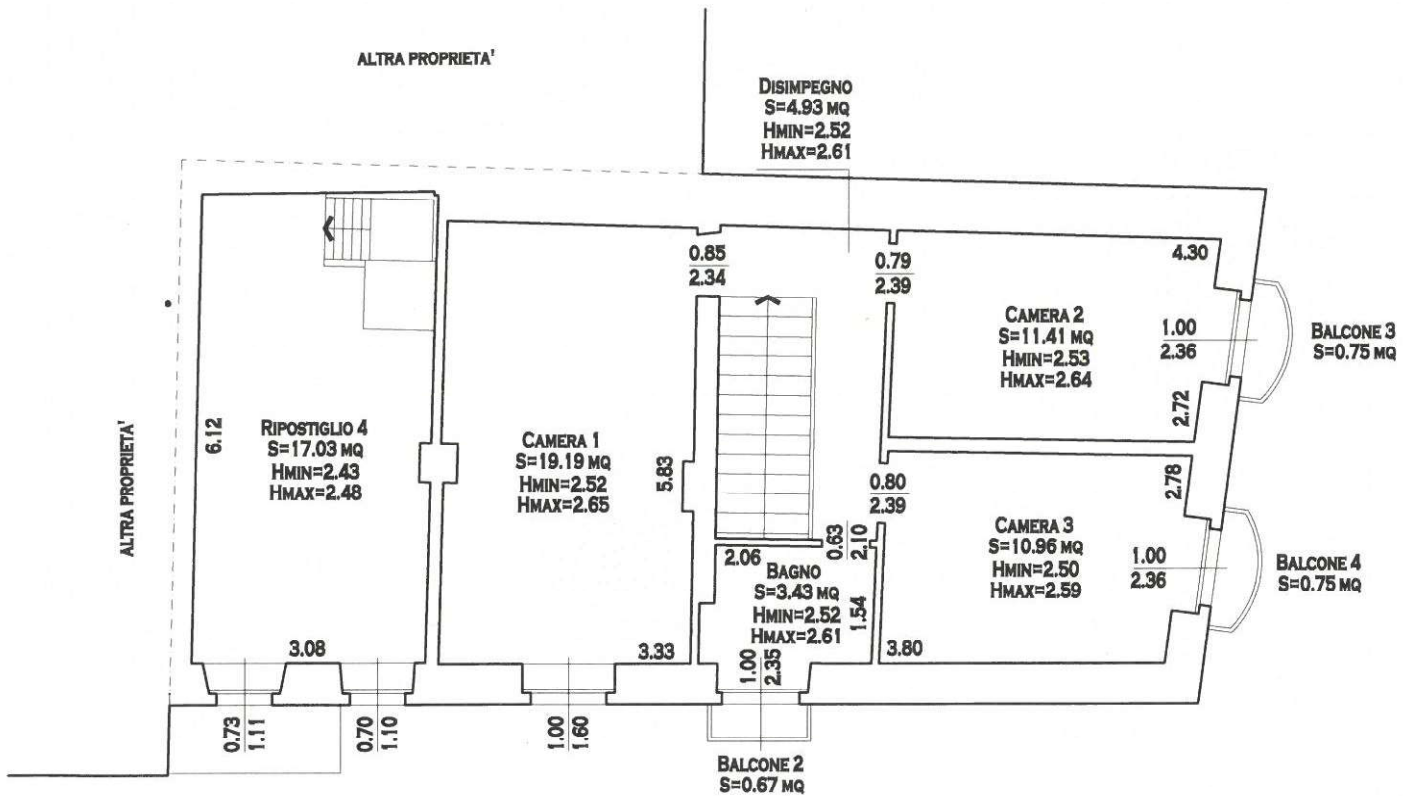 ALTRA PROPRIETA'
DISIMPEGNO
S=4.93 MQ
HMIN=2.52
HMAX=2.61
0.85
2.34
0.79
2.39
4.30
CAMERA 2
S=11.41 MQ
HMIN=2.53
HMAX=2.64
1.00
2.36
BALCONE 3
S=0.75 MQ
2.72
6.12
RIPOSTIGLIO 4
S=17.03 MQ
HMIN=2.43
HMAX=2.48
CAMERA 1
S=19.19 MQ
HMIN=2.52
HMAX=2.65
5.83
ALTRA PROPRIETA'
0.80
2.39
2.78
CAMERA 3
S=10.96 MQ
HMIN=2.50
HMAX=2.59
1.00
2.36
BALCONE 4
S=0.75 MQ
0.63
2.10
2.06
BAGNO
S=3.43 MQ
HMIN=2.52
HMAX=2.61
1.54
3.08
3.33
1.00
2.35
3.80
0.73
1.11
0.70
1.10
1.00
1.60
BALCONE 2
S=0.67 MQ